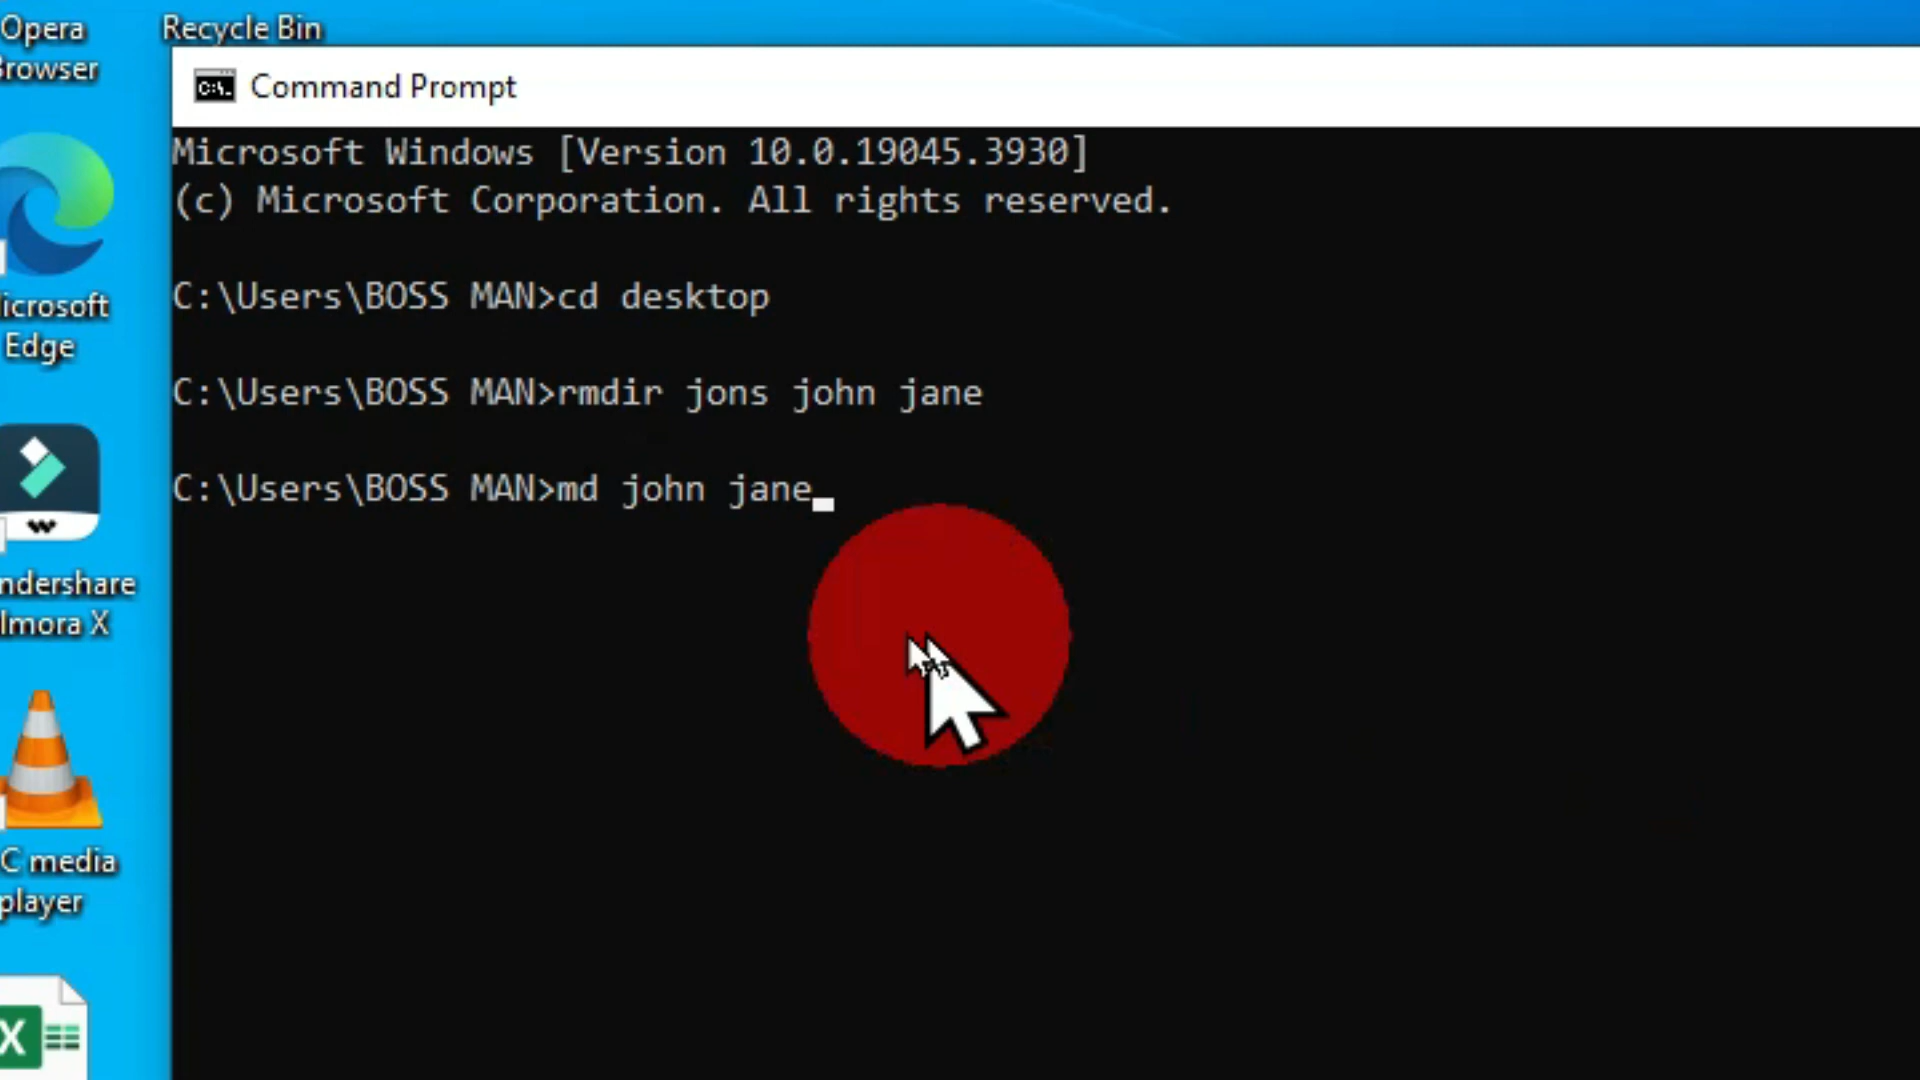 Opera
Browser
Recycle Bin
C:\.
Command Prompt
Microsoft Windows [Version 10.0.19045.3930]
(c) Microsoft Corporation. All rights reserved.
C:\Users\BOSS MAN>cd desktop
C:\Users\BOSS MAN>rmdir jons john jane
C:\Users\BOSS MAN>md john jane
icrosoft
Edge
ndershare
lmora X
C media
player
X